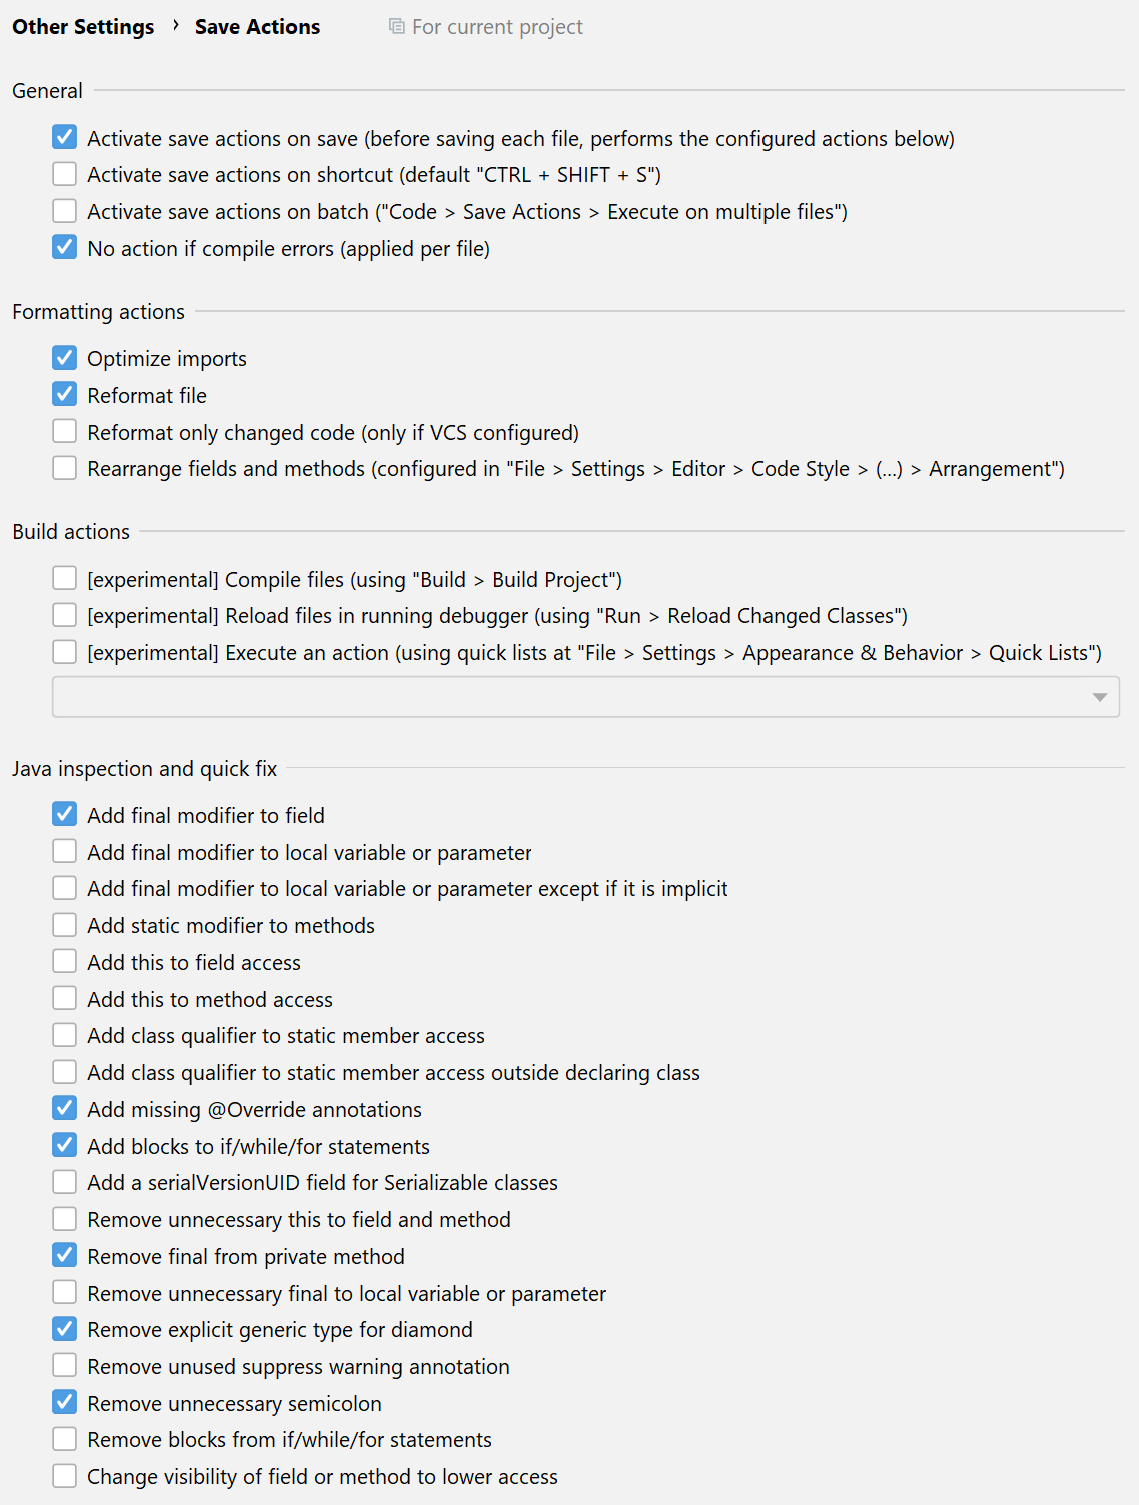 Other Settings › Save Actions For current project
General
Activate save actions on save (before saving each file, performs the configured actions below)
Activate save actions on shortcut (default "CTRL + SHIFT + S")
Activate save actions on batch ("Code > Save Actions > Execute on multiple files")
No action if compile errors (applied per file)
Formatting actions
Optimize imports
Reformat file
Reformat only changed code (only if VCS configured)
Rearrange fields and methods (configured in "File > Settings > Editor > Code Style > (...) > Arrangement")
Build actions
[experimental] Compile files (using "Build > Build Project")
[experimental] Reload files in running debugger (using "Run > Reload Changed Classes")
[experimental] Execute an action (using quick lists at "File > Settings > Appearance & Behavior > Quick Lists")
Java inspection and quick fix
Add final modifier to field
Add final modifier to local variable or parameter
Add final modifier to local variable or parameter except if it is implicit
Add static modifier to methods
Add this to field access
Add this to method access
Add class qualifier to static member access
Add class qualifier to static member access outside declaring class
Add missing @Override annotations
Add blocks to if/while/for statements
Add a serialVersionUID field for Serializable classes
Remove unnecessary this to field and method
Remove final from private method
Remove unnecessary final to local variable or parameter
Remove explicit generic type for diamond
Remove unused suppress warning annotation
Remove unnecessary semicolon
Remove blocks from if/while/for statements
Change visibility of field or method to lower access